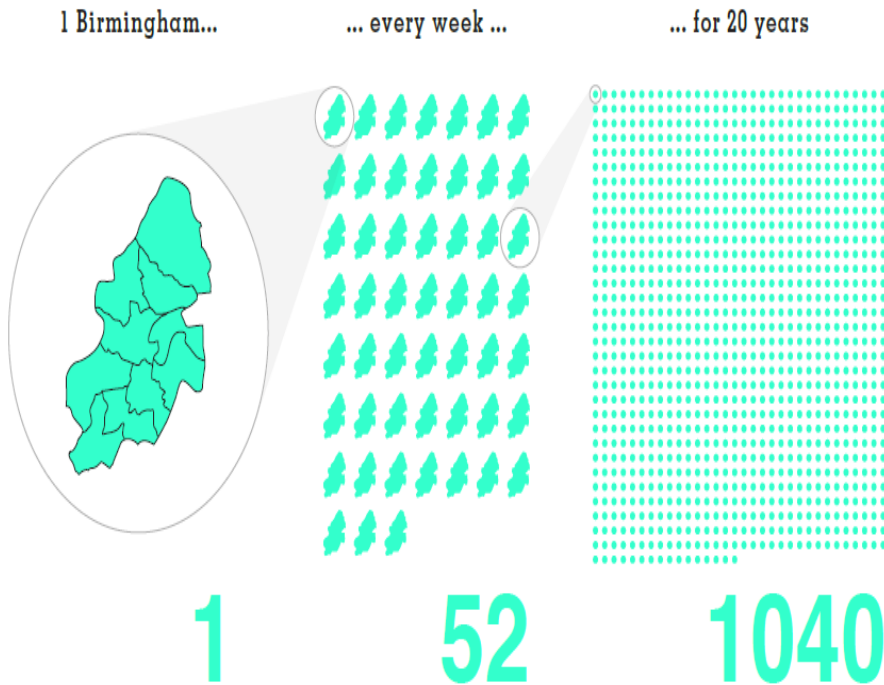 1 Birmingham...
... every week ...
... for 20 years
1
52
1040